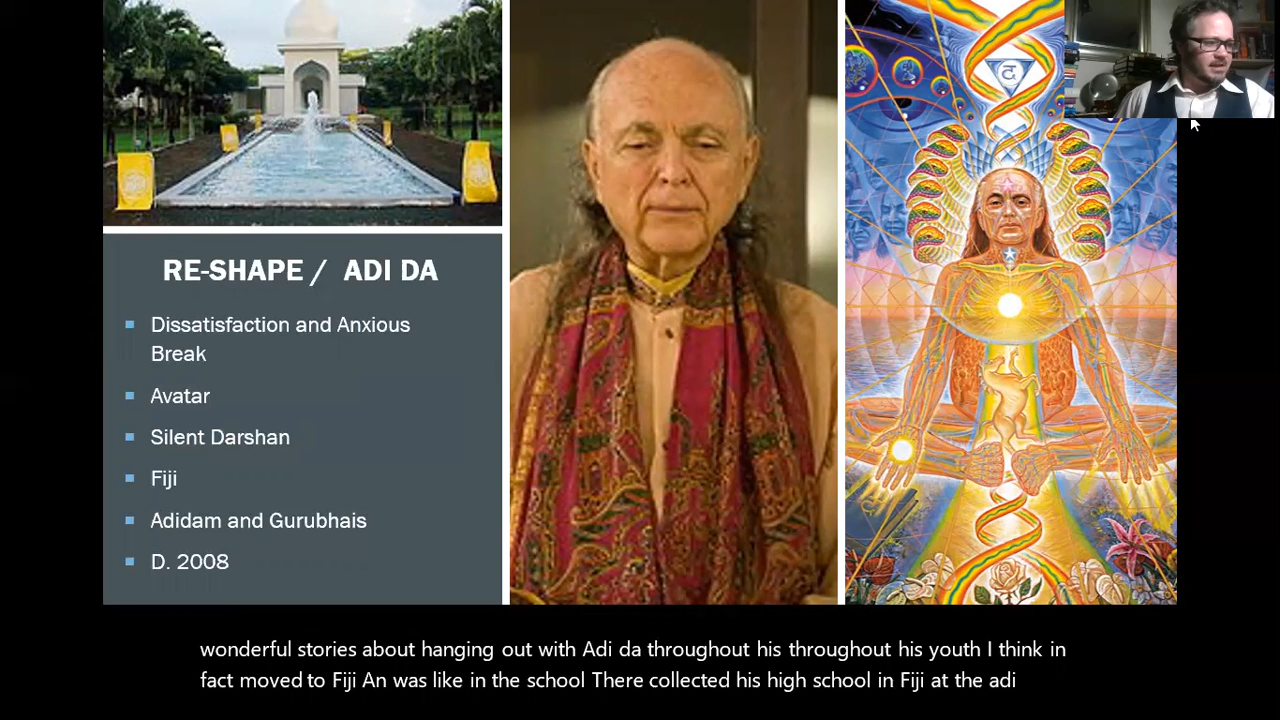 RE-SHAPE / ADI DA
Dissatisfaction and Anxious
Break
Avatar
Silent Darshan
Fiji
Adidam and Gurubhais
D. 2008
wonderful stories about hanging out with Adi da throughout his throughout his youth I think in
fact moved to Fiji An was like in the school There collected his high school in Fiji at the adi